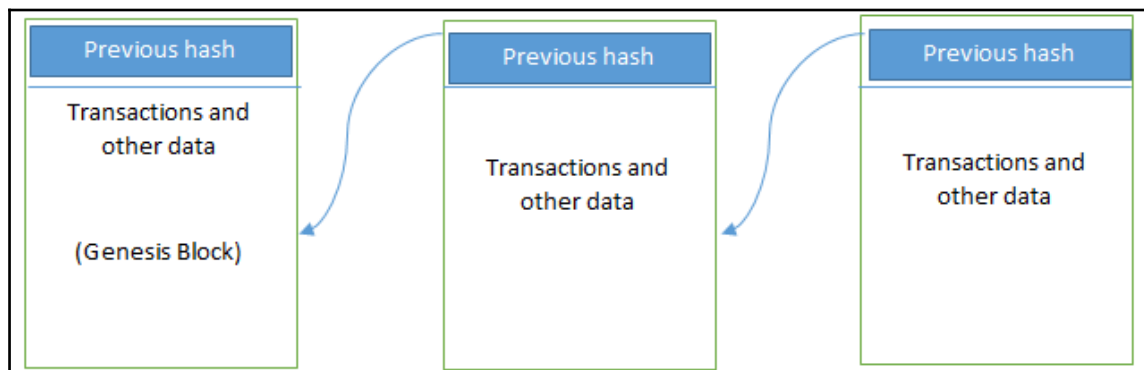 Previous hash
Transactions and
other data
(Genesis Block)
Previous hash
Transactions and
other data
Previous hash
Transactions and
other data